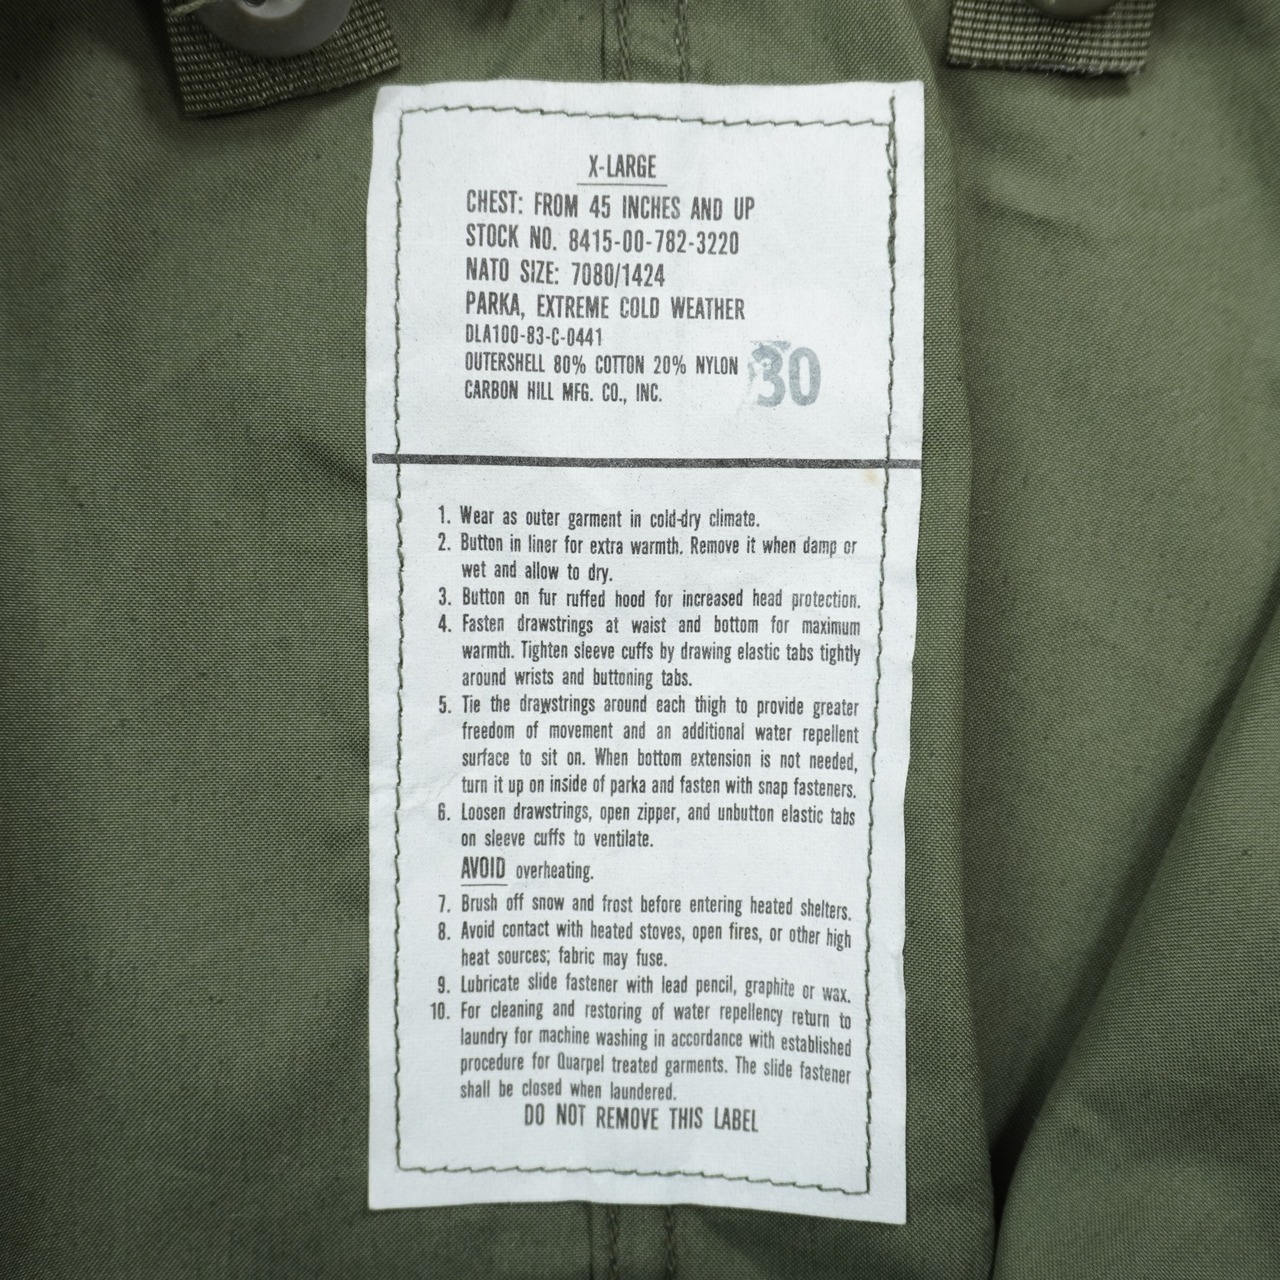 X-LARGE
CHEST: FROM 45 INCHES AND UP
STOCK NO. 8415-00-782-3220
NATO SIZE: 7080/1424
PARKA, EXTREME COLD WEATHER
DLA100-83-C-0441
OUTERSHELL 80% COTTON 20% NYLON
CARBON HILL MFG. CO., INC.
30
1. Wear as outer garment in cold-dry climate.
2. Button in liner for extra warmth. Remove it when damp or
wet and allow to dry.
3. Button on fur ruffed hood for increased head protection.
4. Fasten drawstrings at waist and bottom for maximum
warmth. Tighten sleeve cuffs by drawing elastic tabs tightly
around wrists and buttoning tabs.
5. Tie the drawstrings around each thigh to provide greater
freedom of movement and an additional water repellent
surface to sit on. When bottom extension is not needed,
turn it up on inside of parka and fasten with snap fasteners.
6. Loosen drawstrings, open zipper, and unbutton elastic tabs
on sleeve cuffs to ventilate.
AVOID overheating.
7. Brush off snow and frost before entering heated shelters.
8. Avoid contact with heated stoves, open fires, or other high
heat sources; fabric may fuse.
9. Lubricate slide fastener with lead pencil, graphite or wax.
10. For cleaning and restoring of water repellency return to
laundry for machine washing in accordance with established
procedure for Quarpel treated garments. The slide fastener
shall be closed when laundered.
DO NOT REMOVE THIS LABEL